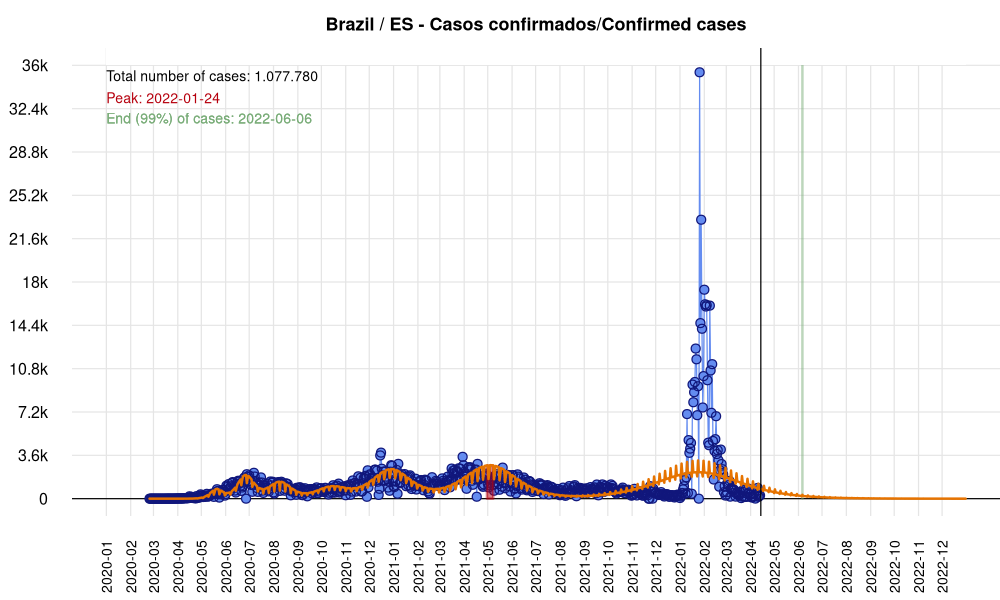 Brazil / ES - Casos confirmados/Confirmed cases
Total number of cases: 1.077.780
Peak: 2022-01-24
End (99%) of cases: 2022-06-06
36k
32.4k
28.8k
25.2k
21.6k
18k
14.4k
10.8k
7.2k
3.6k
0
2020-01
2020-02
2020-03
2020-04
2020-05
2020-06
2020-07
2020-08
2020-09
2020-10
2020-11
2020-12
2021-01
2021-02
2021-03
2021-04
2021-05
2021-06
2021-07
2021-08
2021-09
2021-10
2021-11
2021-12
2022-01
2022-02
2022-03
2022-04
2022-05
2022-06
2022-07
2022-08
2022-09
2022-10
2022-11
2022-12